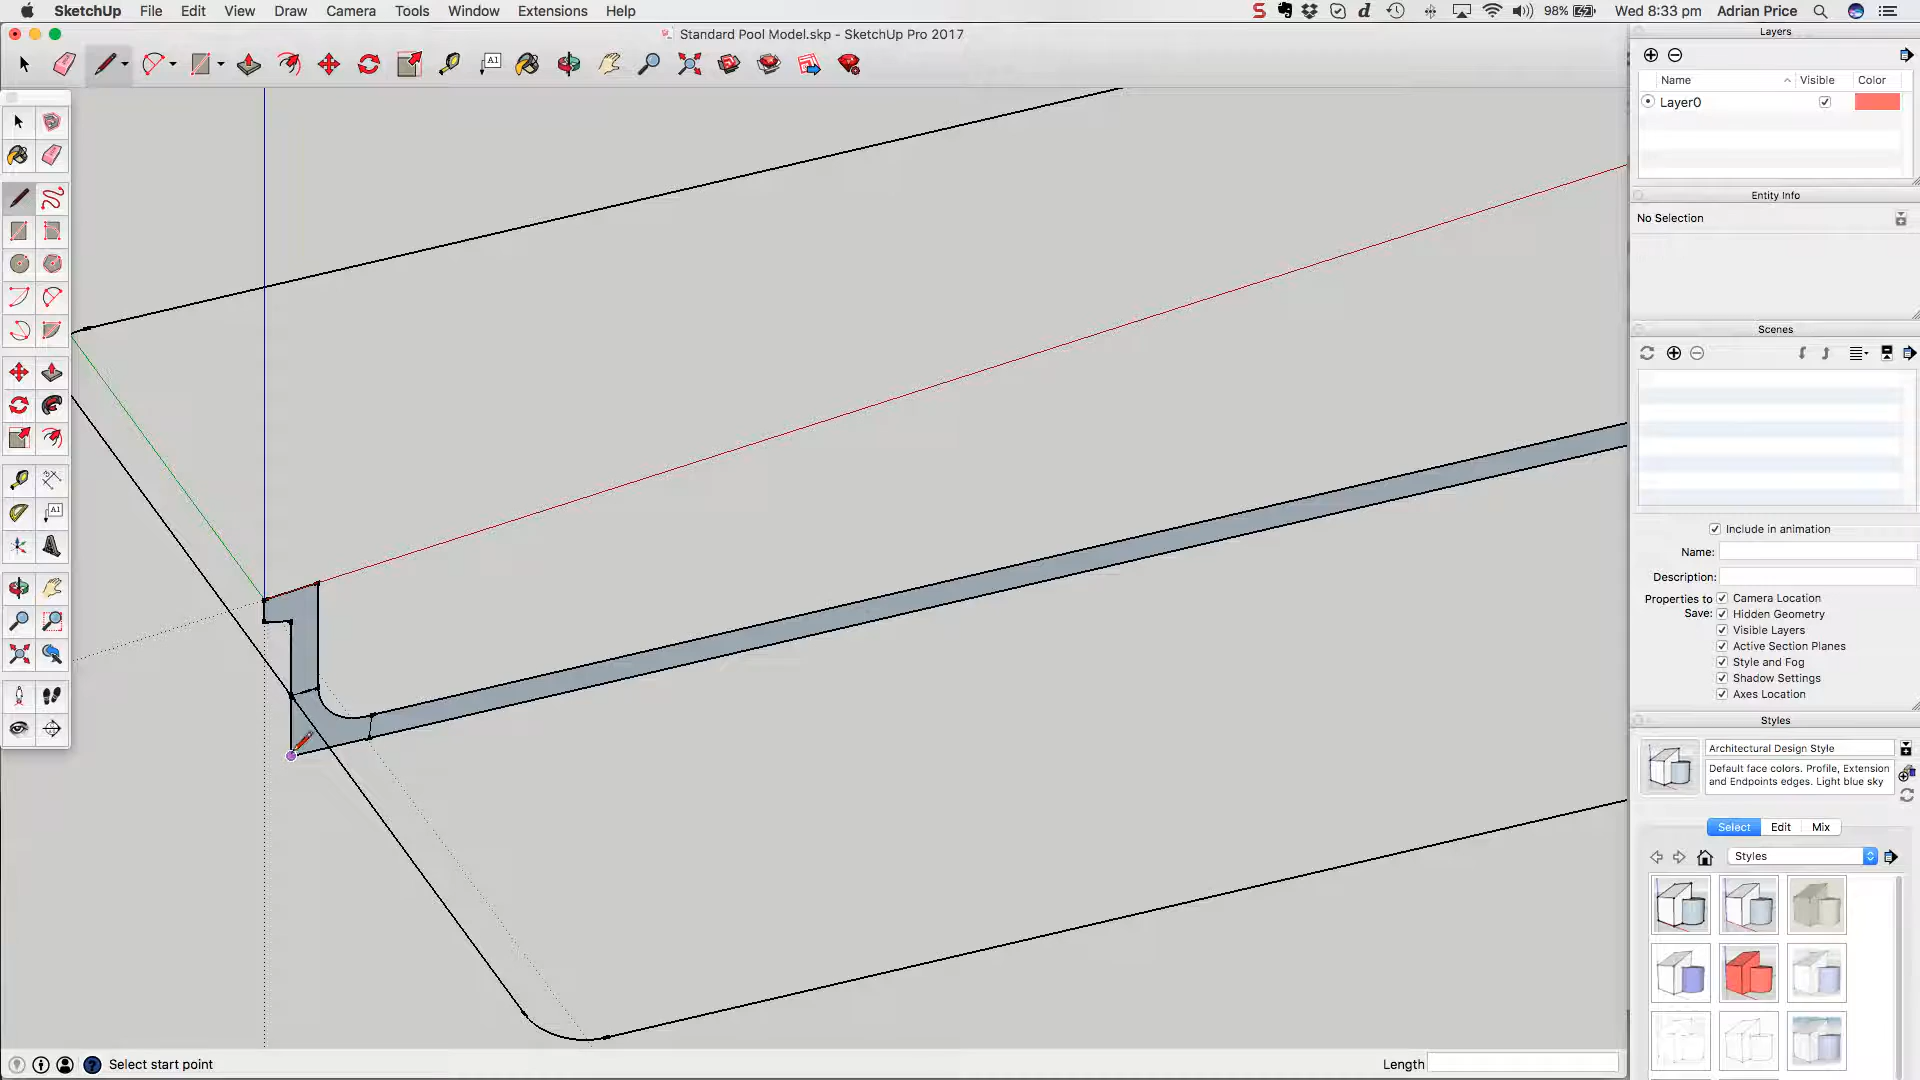 SketchUp File Edit View Draw Camera Tools Window Extensions Help
98% Wed 8:33 pm Adrian Price
Standard Pool Model.skp - SketchUp Pro 2017
A1
A1
Layers
Name Visible Color
Layer0
Entity Info
No Selection
Scenes
Include in animation
Name:
Description:
Properties to Save:
Camera Location
Hidden Geometry
Visible Layers
Active Section Planes
Style and Fog
Shadow Settings
Axes Location
Styles
Architectural Design Style
Default face colors. Profile, Extension
and Endpoints edges. Light blue sky
Select Edit Mix
Styles
Select start point
Length